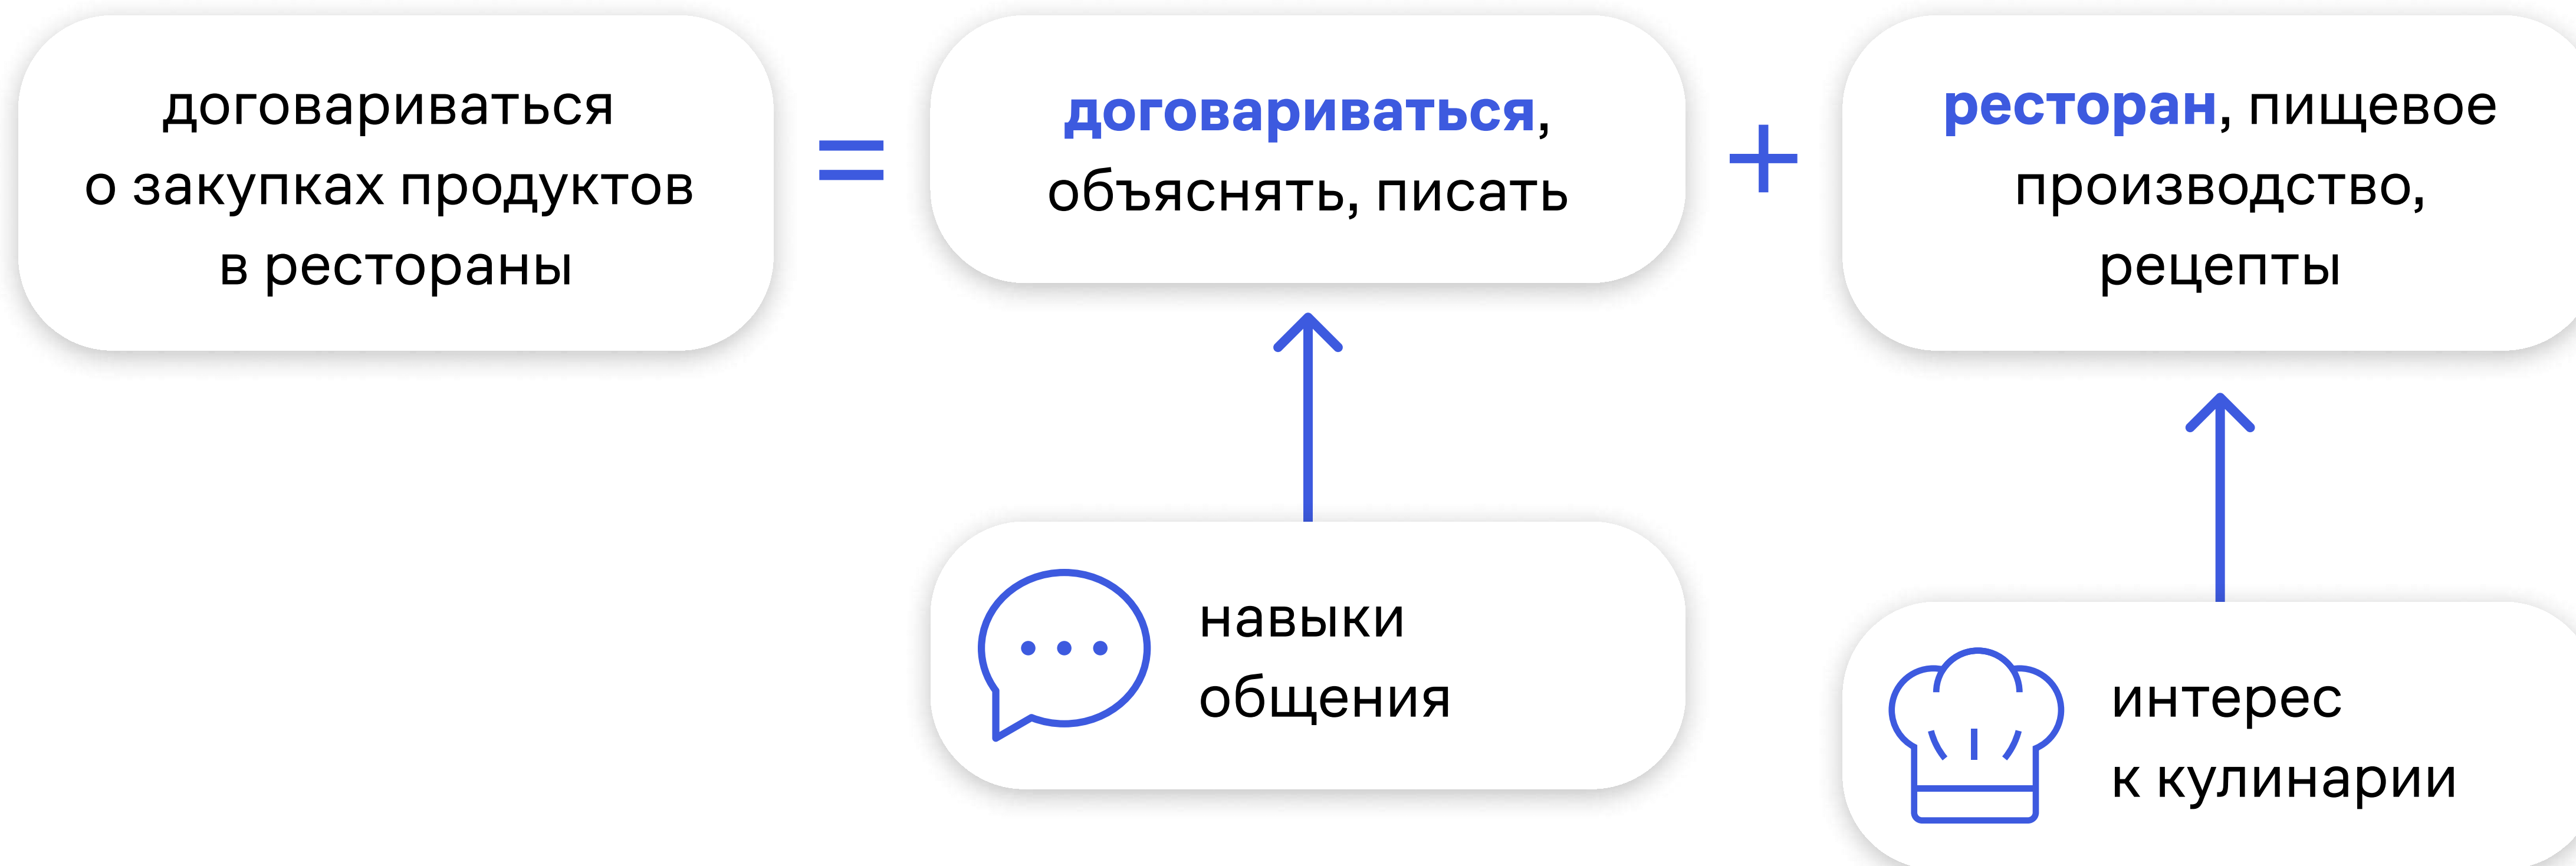 договариваться
о закупках продуктов
в рестораны
=
договариваться,
объяснять, писать
+
ресторан, пищевое
производство,
рецепты
навыки
общения
интерес
к кулинарии